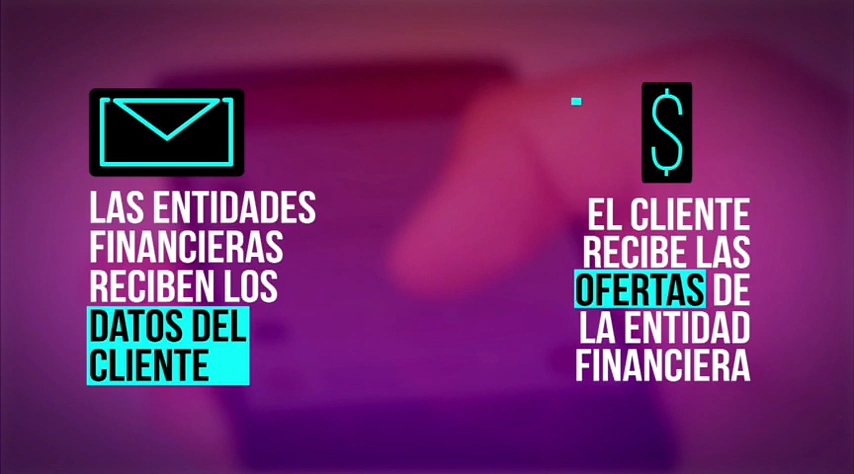 LAS ENTIDADES
FINANCIERAS
RECIBEN LOS
DATOS DEL
CLIENTE
$
EL CLIENTE
RECIBE LAS
OFERTAS DE
LA ENTIDAD
FINANCIERA